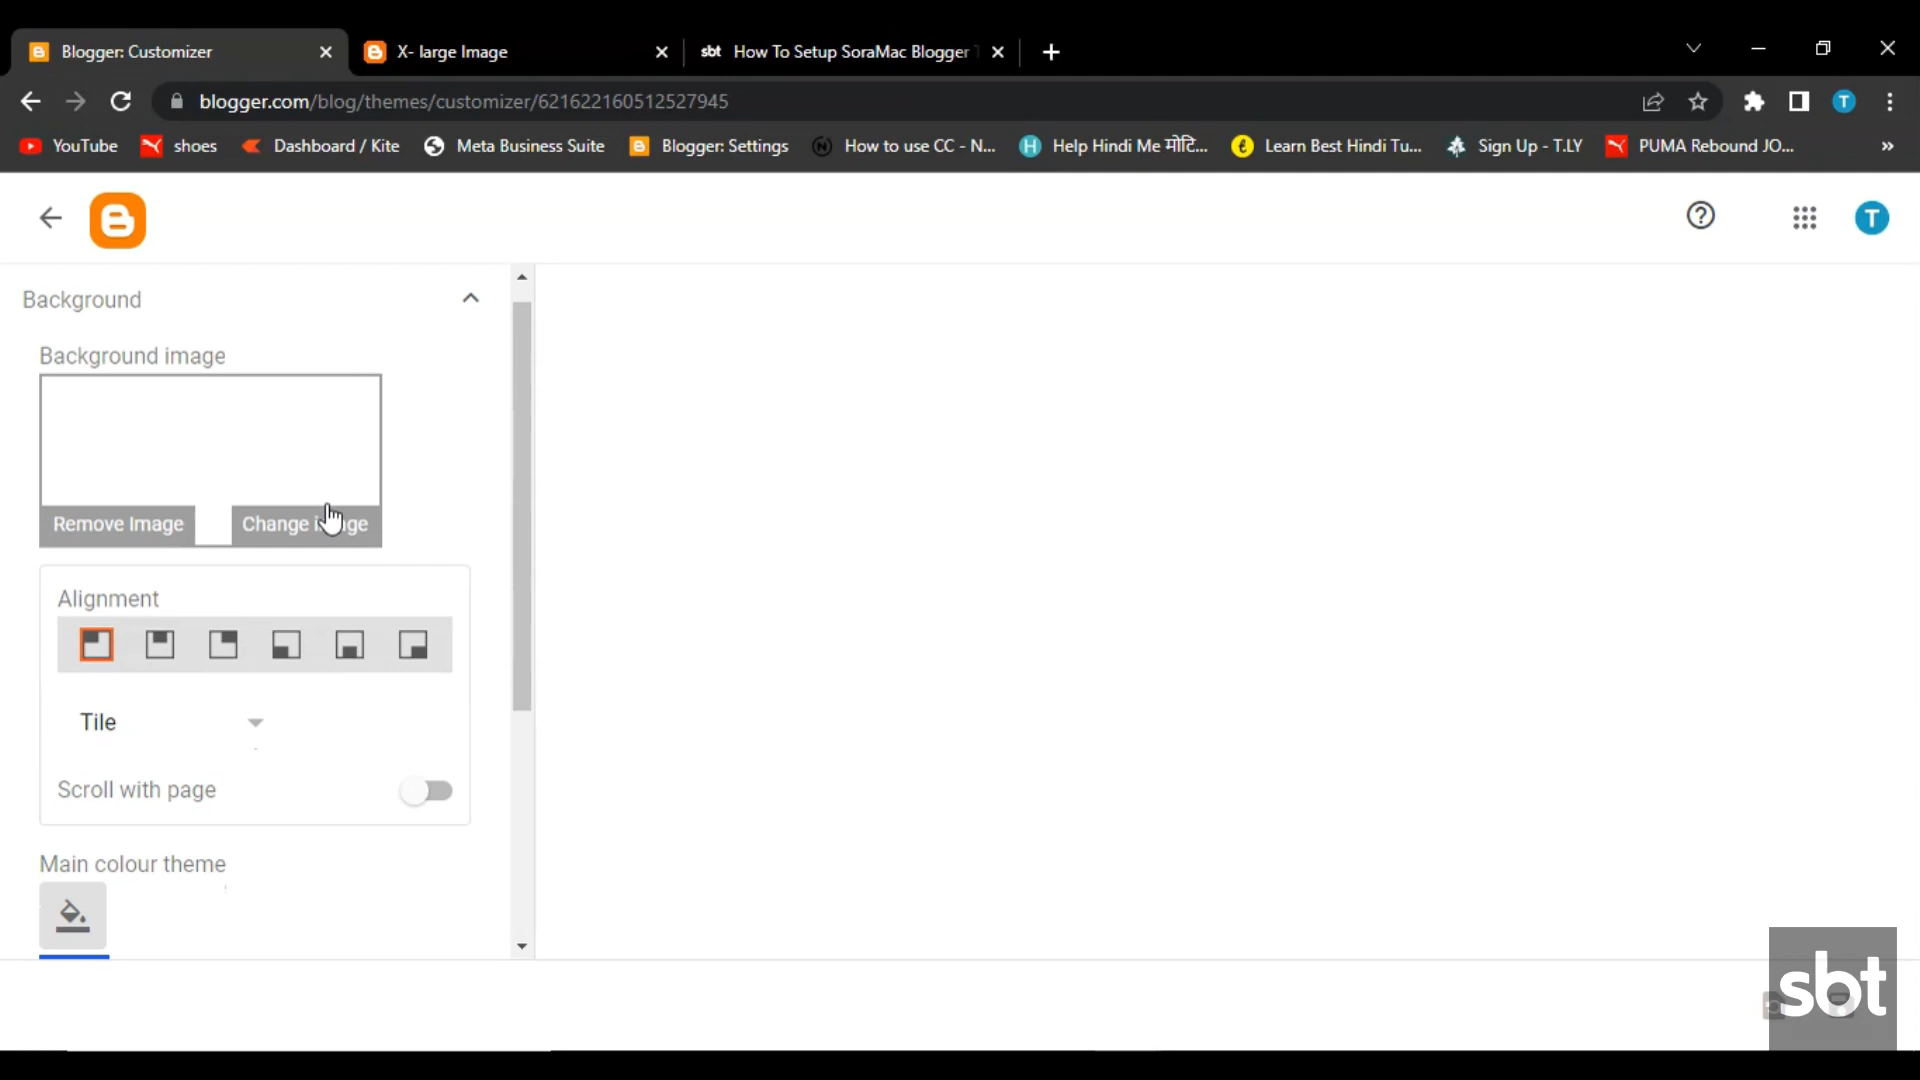 Blogger: Customizer
X- large Image
sbt How To Setup SoraMac Blogger
blogger.com/blog/themes/customizer/621622160512527945
T
YouTube
shoes
Dashboard / Kite
Meta Business Suite
Blogger: Settings
How to use CC - N...
Help Hindi Me मोटि...
Learn Best Hindi Tu...
Sign Up - T.LY
PUMA Rebound JO...
»
T
Background
Background image
Remove Image
Change
Alignment
Tile
Scroll with page
Main colour theme
sbt